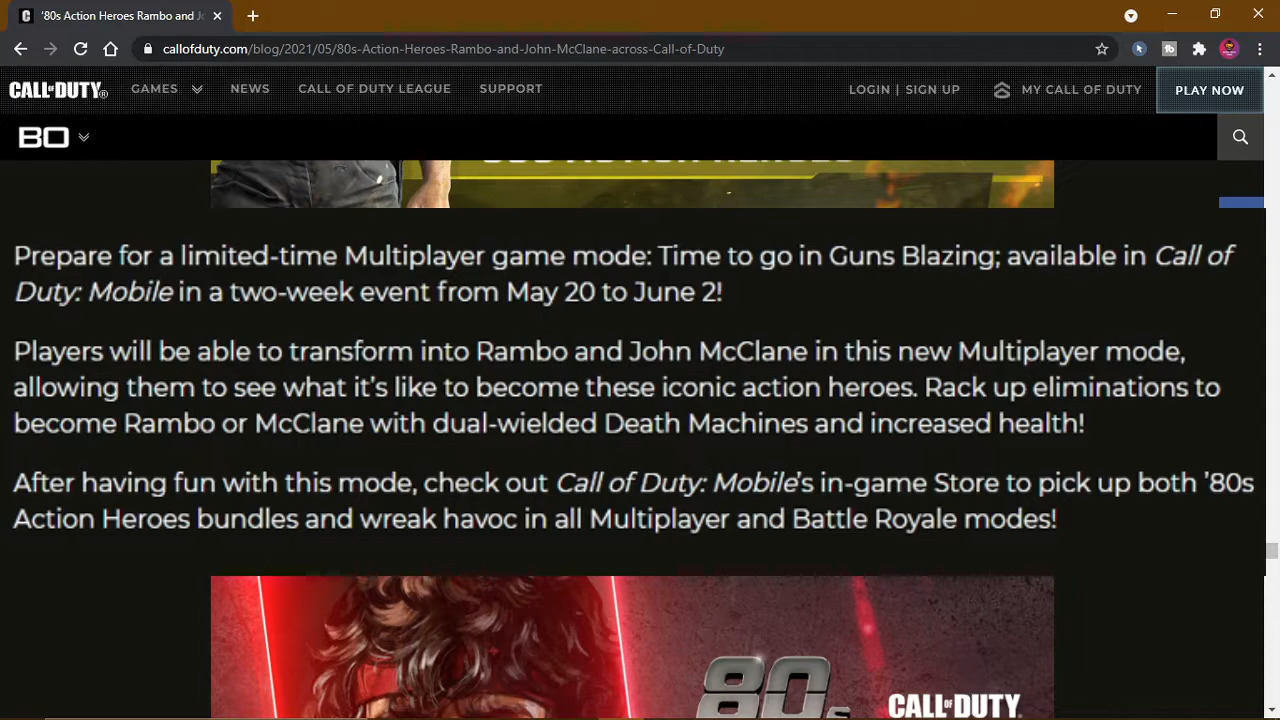 '80s Action Heroes Rambo and Jo
callofduty.com/blog/2021/05/80s-Action-Heroes-Rambo-and-John-McClane-across-Call-of-Duty
CALL OF DUTY® GAMES NEWS CALL OF DUTY LEAGUE SUPPORT LOGIN | SIGN UP MY CALL OF DUTY PLAY NOW
BO
80S ACTION HEROES
Prepare for a limited-time Multiplayer game mode: Time to go in Guns Blazing; available in Call of
Duty: Mobile in a two-week event from May 20 to June 2!
Players will be able to transform into Rambo and John McClane in this new Multiplayer mode,
allowing them to see what it's like to become these iconic action heroes. Rack up eliminations to
become Rambo or McClane with dual-wielded Death Machines and increased health!
After having fun with this mode, check out Call of Duty: Mobile's in-game Store to pick up both '80s
Action Heroes bundles and wreak havoc in all Multiplayer and Battle Royale modes!
80s
CALL OF DUTY